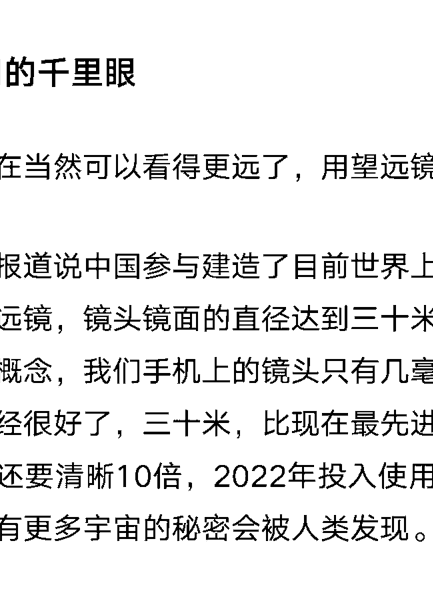 的千里眼
在当然可以看得更远了，用望远镜
报道说中国参与建造了目前世界上
远镜，镜头镜面的直径达到三十米
概念，我们手机上的镜头只有几毫
经很好了，三十米，比现在最先进
还要清晰10倍，2022年投入使用
有更多宇宙的秘密会被人类发现。